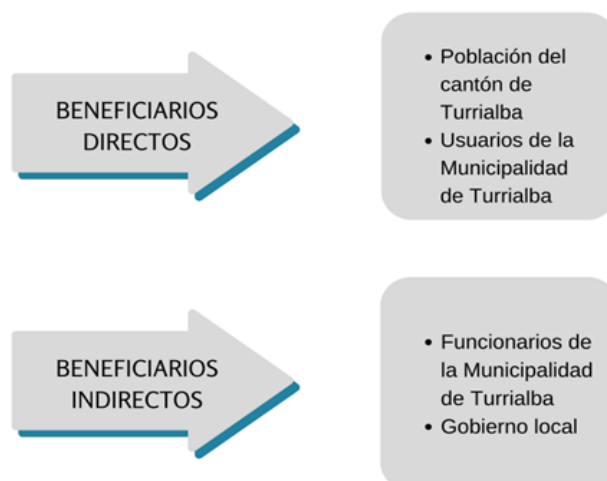 BENEFICIARIOS
DIRECTOS
• Población del
cantón de
Turrialba
• Usuarios de la
Municipalidad
de Turrialba
BENEFICIARIOS
INDIRECTOS
• Funcionarios de
la Municipalidad
de Turrialba
• Gobierno local